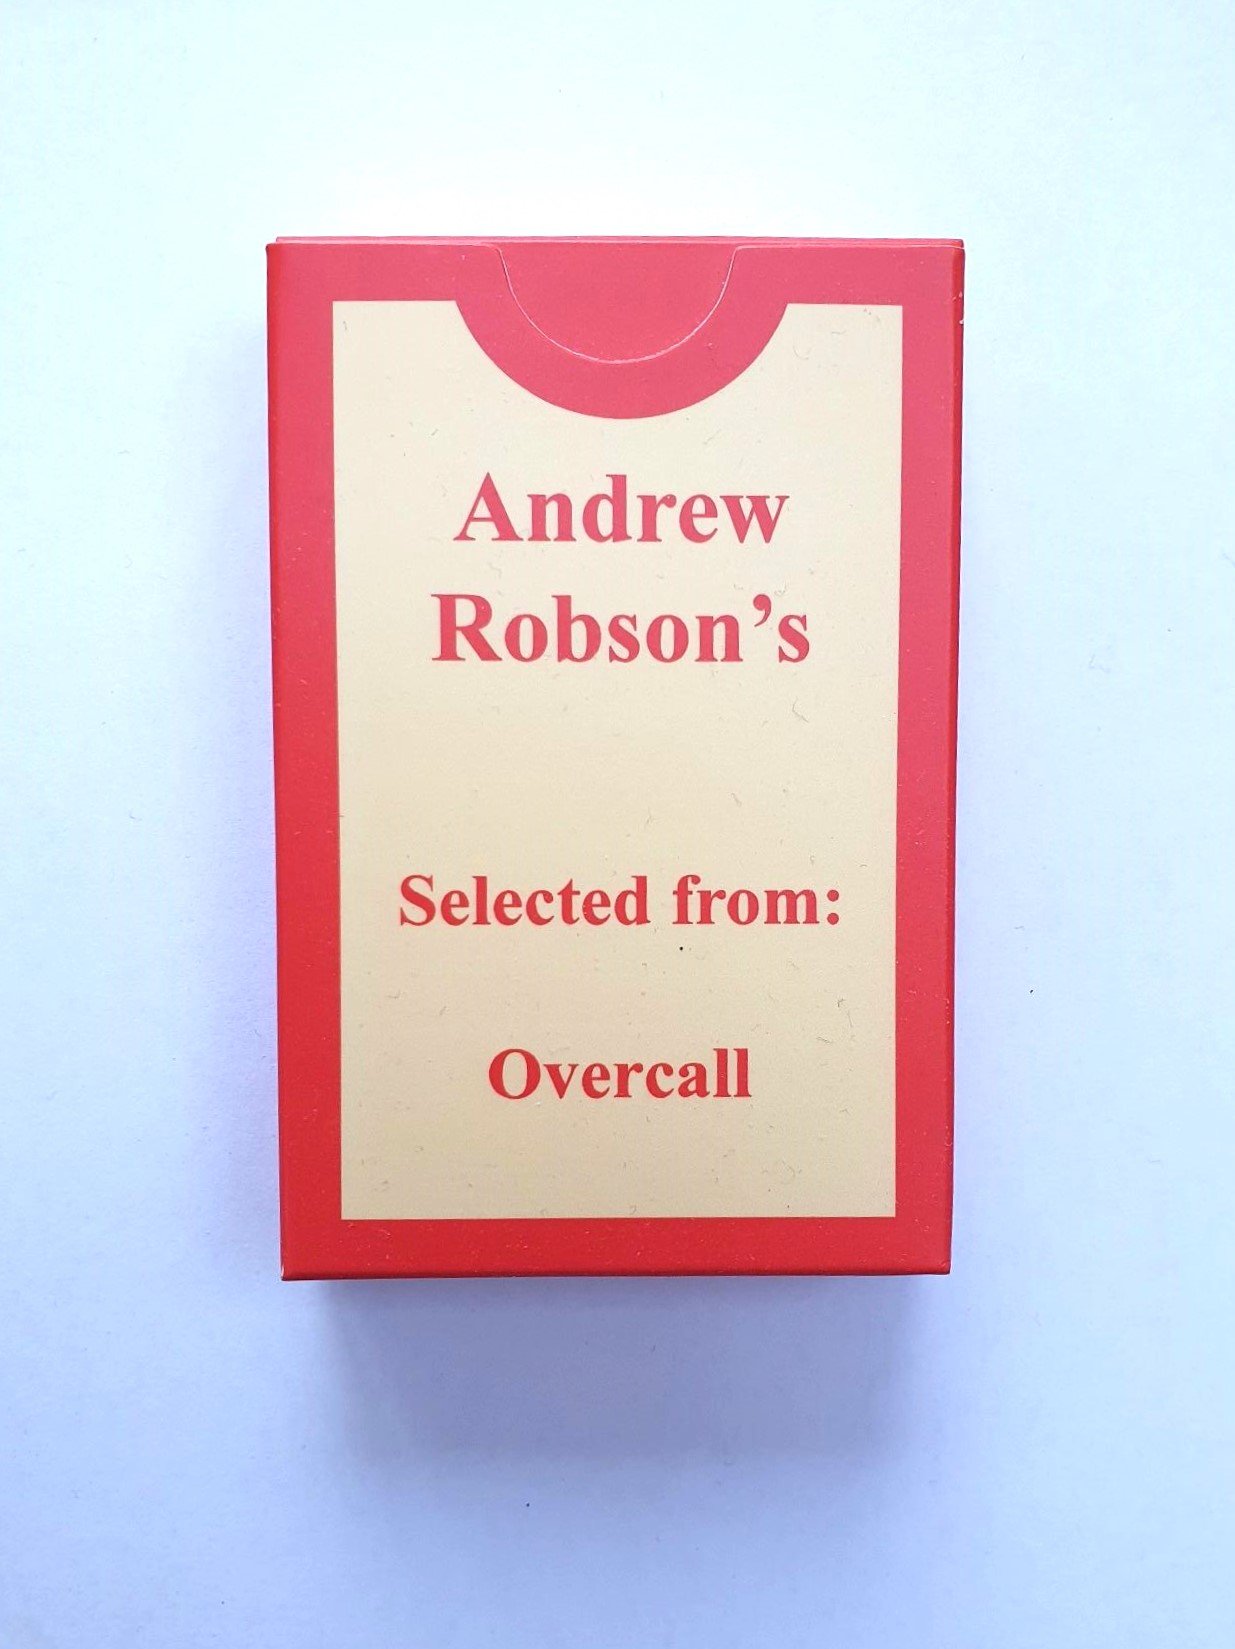 Andrew
Robson’s
Selected from:
Overcall